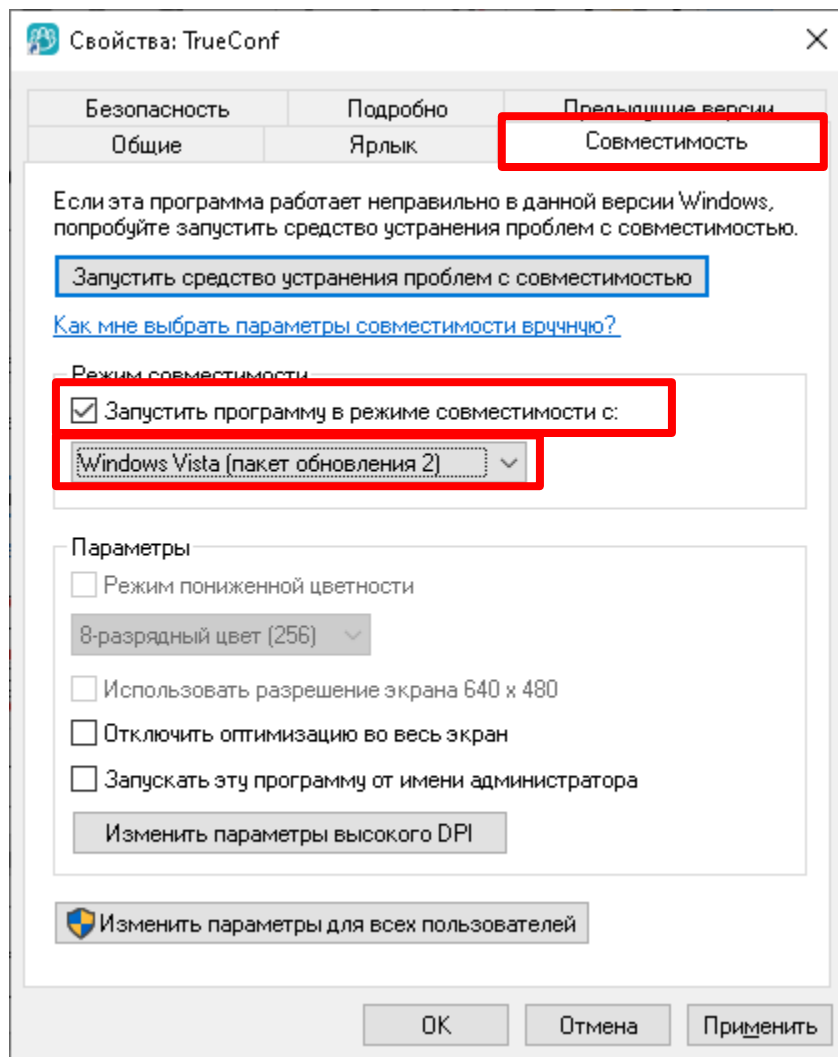 Свойства: TrueConf
Безопасность
Подробно
Предыдущие версии
Общие
Ярлык
Совместимость
Если эта программа работает неправильно в данной версии Windows,
попробуйте запустить средство устранения проблем с совместимостью.
Запустить средство устранения проблем с совместимостью
Как мне выбрать параметры совместимости вручную?
Режим совместимости
Запустить программу в режиме совместимости с:
Windows Vista (пакет обновления 2)
Параметры
Режим пониженной цветности
8-разрядный цвет (256)
Использовать разрешение экрана 640 x 480
Отключить оптимизацию во весь экран
Запускать эту программу от имени администратора
Изменить параметры высокого DPI
Изменить параметры для всех пользователей
OK
Отмена
Применить